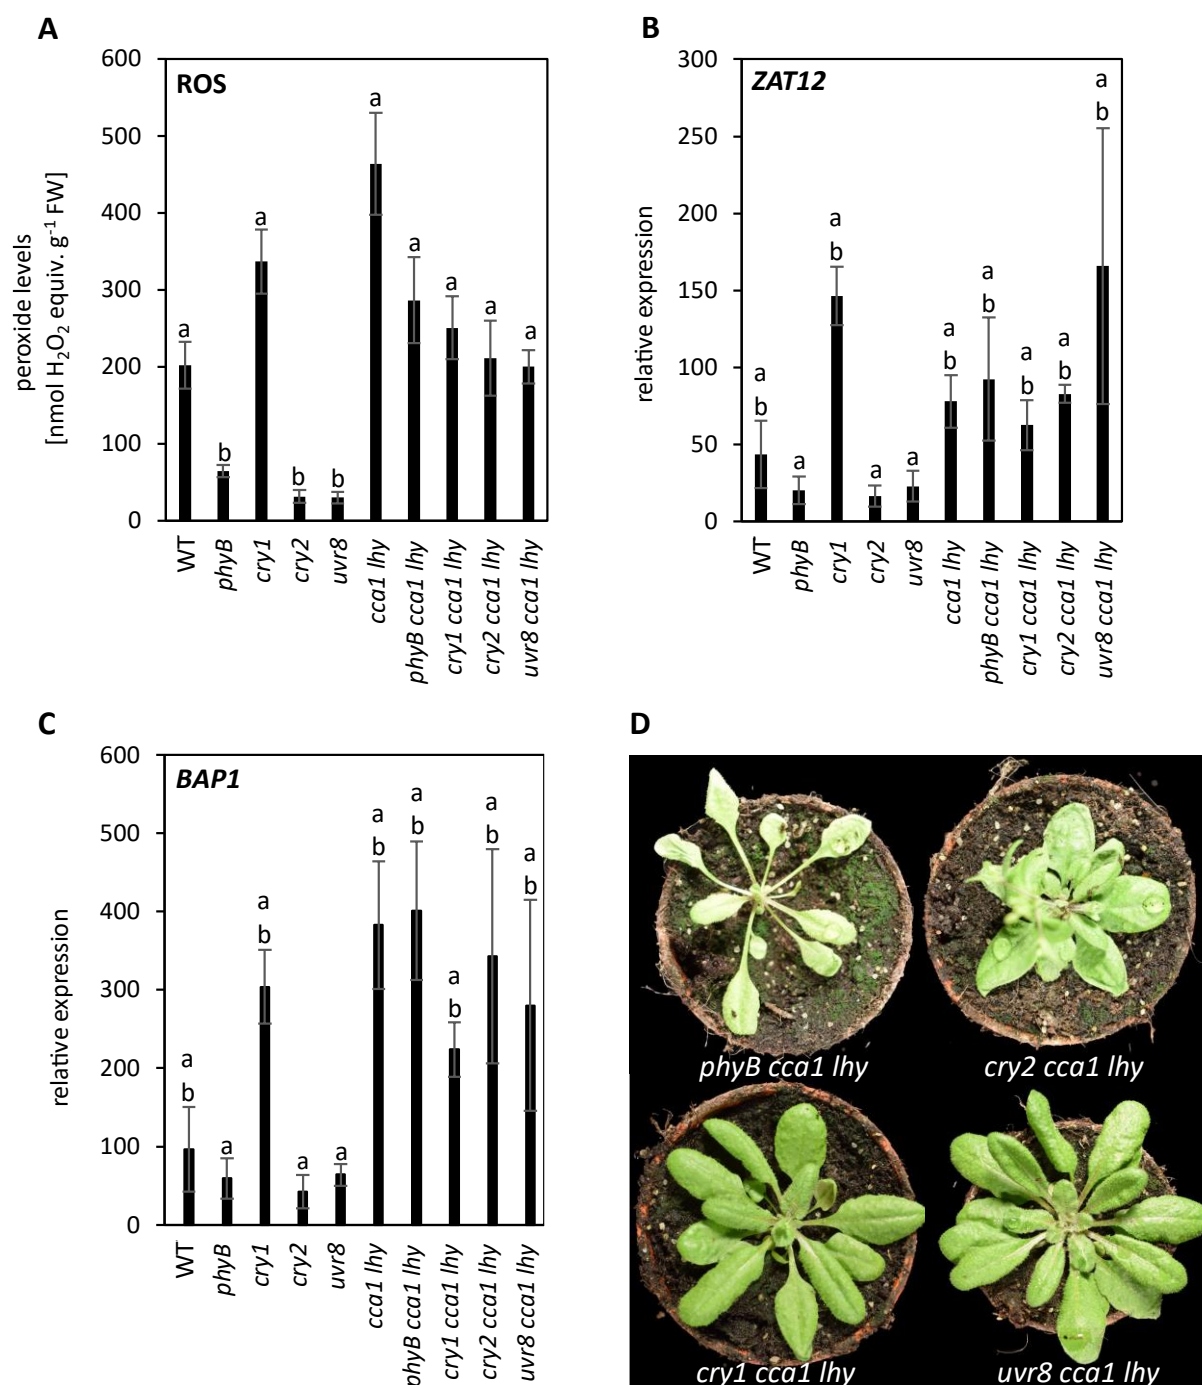 A
600
500
400
300
200
100
0
ROS
peroxide levels
[nmol H₂O₂ equiv. g⁻¹ FW]
a
b
a
b
b
a
a
a
a
a
WT
phyB
cry1
cry2
uvr8
cca1 lhy
phyB cca1 lhy
cry1 cca1 lhy
cry2 cca1 lhy
uvr8 cca1 lhy
B
300
250
200
150
100
50
0
ZAT12
relative expression
a
b
a
a
b
a
a
a
b
a
b
a
b
a
b
a
b
WT
phyB
cry1
cry2
uvr8
cca1 lhy
phyB cca1 lhy
cry1 cca1 lhy
cry2 cca1 lhy
uvr8 cca1 lhy
C
600
500
400
300
200
100
0
BAP1
relative expression
a
b
a
a
b
a
a
a
b
a
b
a
b
a
b
a
b
WT
phyB
cry1
cry2
uvr8
cca1 lhy
phyB cca1 lhy
cry1 cca1 lhy
cry2 cca1 lhy
uvr8 cca1 lhy
D
phyB cca1 lhy
cry2 cca1 lhy
cry1 cca1 lhy
uvr8 cca1 lhy